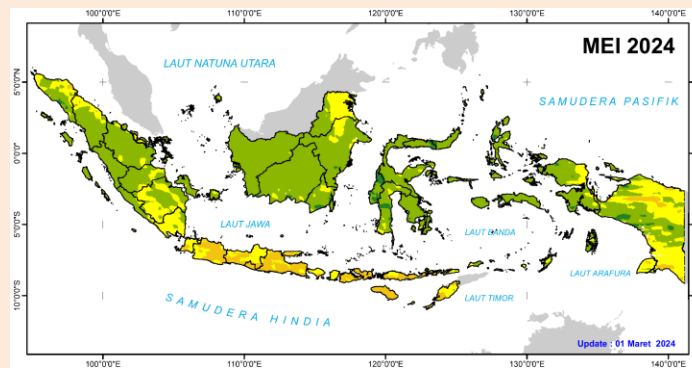 100°0'0"E
110°0'0"E
120°0'0"E
130°0'0"E
140°0'0"E
MEI 2024
LAUT NATUNA UTARA
SAMUDERA PASIFIK
5°0'0"N
0°0'0"
5°0'0"S
10°0'0"S
LAUT JAWA
LAUT BANDA
LAUT ARAFURA
LAUT TIMOR
SAMUDERA HINDIA
Update : 01 Maret 2024
100°0'0"E
110°0'0"E
120°0'0"E
130°0'0"E
140°0'0"E